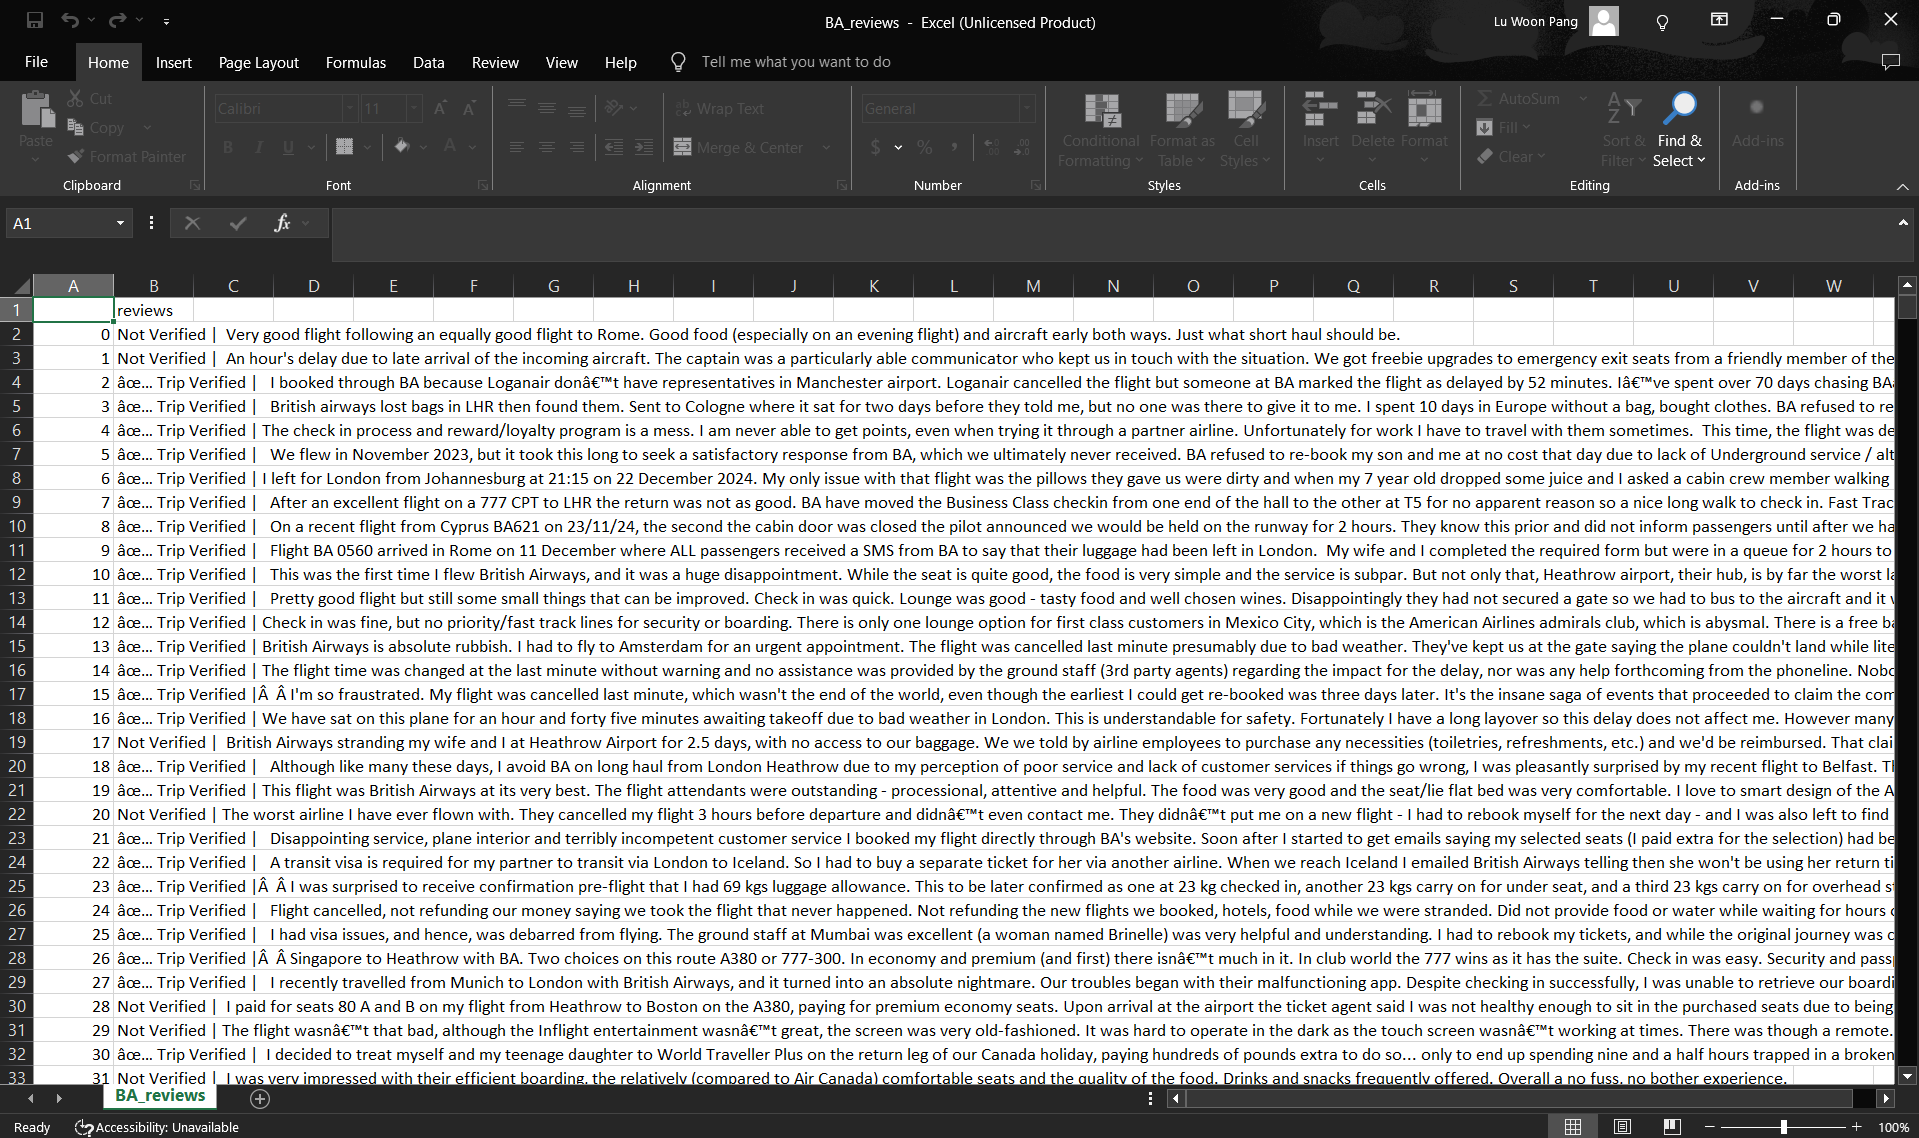 BA_reviews - Excel (Unlicensed Product)
Lu Woon Pang
File Home Insert Page Layout Formulas Data Review View Help Tell me what you want to do
Paste
Cut
Copy
Format Painter
Clipboard
Calibri 11
B I U
Font
Wrap Text
Merge & Center
Alignment
General
$ % ,
Number
Conditional Formatting
Format as Table
Cell Styles
Styles
Insert Delete Format
Cells
AutoSum
Fill
Clear
Sort & Filter
Find & Select
Editing
Add-ins
Add-ins
A1 fx
A B C D E F G H I J K L M N O P Q R S T U V W
1 reviews
2 0 Not Verified | Very good flight following an equally good flight to Rome. Good food (especially on an evening flight) and aircraft early both ways. Just what short haul should be.
3 1 Not Verified | An hour's delay due to late arrival of the incoming aircraft. The captain was a particularly able communicator who kept us in touch with the situation. We got freebie upgrades to emergency exit seats from a friendly member of the
4 2 âœ… Trip Verified | I booked through BA because Loganair donâ€™t have representatives in Manchester airport. Loganair cancelled the flight but someone at BA marked the flight as delayed by 52 minutes. Iâ€™ve spent over 70 days chasing BA
5 3 âœ… Trip Verified | British airways lost bags in LHR then found them. Sent to Cologne where it sat for two days before they told me, but no one was there to give it to me. I spent 10 days in Europe without a bag, bought clothes. BA refused to re
6 4 âœ… Trip Verified | The check in process and reward/loyalty program is a mess. I am never able to get points, even when trying it through a partner airline. Unfortunately for work I have to travel with them sometimes. This time, the flight was de
7 5 âœ… Trip Verified | We flew in November 2023, but it took this long to seek a satisfactory response from BA, which we ultimately never received. BA refused to re-book my son and me at no cost that day due to lack of Underground service / alt
8 6 âœ… Trip Verified | I left for London from Johannesburg at 21:15 on 22 December 2024. My only issue with that flight was the pillows they gave us were dirty and when my 7 year old dropped some juice and I asked a cabin crew member walking
9 7 âœ… Trip Verified | After an excellent flight on a 777 CPT to LHR the return was not as good. BA have moved the Business Class checkin from one end of the hall to the other at T5 for no apparent reason so a nice long walk to check in. Fast Trac
10 8 âœ… Trip Verified | On a recent flight from Cyprus BA621 on 23/11/24, the second the cabin door was closed the pilot announced we would be held on the runway for 2 hours. They know this prior and did not inform passengers until after we ha
11 9 âœ… Trip Verified | Flight BA 0560 arrived in Rome on 11 December where ALL passengers received a SMS from BA to say that their luggage had been left in London. My wife and I completed the required form but were in a queue for 2 hours to
12 10 âœ… Trip Verified | This was the first time I flew British Airways, and it was a huge disappointment. While the seat is quite good, the food is very simple and the service is subpar. But not only that, Heathrow airport, their hub, is by far the worst la
13 11 âœ… Trip Verified | Pretty good flight but still some small things that can be improved. Check in was quick. Lounge was good - tasty food and well chosen wines. Disappointingly they had not secured a gate so we had to bus to the aircraft and it
14 12 âœ… Trip Verified | Check in was fine, but no priority/fast track lines for security or boarding. There is only one lounge option for first class customers in Mexico City, which is the American Airlines admirals club, which is abysmal. There is a free ba
15 13 âœ… Trip Verified | British Airways is absolute rubbish. I had to fly to Amsterdam for an urgent appointment. The flight was cancelled last minute presumably due to bad weather. They've kept us at the gate saying the plane couldn't land while lite
16 14 âœ… Trip Verified | The flight time was changed at the last minute without warning and no assistance was provided by the ground staff (3rd party agents) regarding the impact for the delay, nor was any help forthcoming from the phoneline. Nobo
17 15 âœ… Trip Verified |Â Â I'm so fraustrated. My flight was cancelled last minute, which wasn't the end of the world, even though the earliest I could get re-booked was three days later. It's the insane saga of events that proceeded to claim the com
18 16 âœ… Trip Verified | We have sat on this plane for an hour and forty five minutes awaiting takeoff due to bad weather in London. This is understandable for safety. Fortunately I have a long layover so this delay does not affect me. However many
19 17 Not Verified | British Airways stranding my wife and I at Heathrow Airport for 2.5 days, with no access to our baggage. We we told by airline employees to purchase any necessities (toiletries, refreshments, etc.) and we'd be reimbursed. That clai
20 18 âœ… Trip Verified | Although like many these days, I avoid BA on long haul from London Heathrow due to my perception of poor service and lack of customer services if things go wrong, I was pleasantly surprised by my recent flight to Belfast. Th
21 19 âœ… Trip Verified | This flight was British Airways at its very best. The flight attendants were outstanding - processional, attentive and helpful. The food was very good and the seat/lie flat bed was very comfortable. I love to smart design of the A
22 20 Not Verified | The worst airline I have ever flown with. They cancelled my flight 3 hours before departure and didnâ€™t even contact me. They didnâ€™t put me on a new flight - I had to rebook myself for the next day - and I was also left to find
23 21 âœ… Trip Verified | Disappointing service, plane interior and terribly incompetent customer service I booked my flight directly through BA's website. Soon after I started to get emails saying my selected seats (I paid extra for the selection) had be
24 22 âœ… Trip Verified | A transit visa is required for my partner to transit via London to Iceland. So I had to buy a separate ticket for her via another airline. When we reach Iceland I emailed British Airways telling then she won't be using her return ti
25 23 âœ… Trip Verified |Â Â I was surprised to receive confirmation pre-flight that I had 69 kgs luggage allowance. This to be later confirmed as one at 23 kg checked in, another 23 kgs carry on for under seat, and a third 23 kgs carry on for overhead s
26 24 âœ… Trip Verified | Flight cancelled, not refunding our money saying we took the flight that never happened. Not refunding the new flights we booked, hotels, food while we were stranded. Did not provide food or water while waiting for hours
27 25 âœ… Trip Verified | I had visa issues, and hence, was debarred from flying. The ground staff at Mumbai was excellent (a woman named Brinelle) was very helpful and understanding. I had to rebook my tickets, and while the original journey was c
28 26 âœ… Trip Verified |Â Â Singapore to Heathrow with BA. Two choices on this route A380 or 777-300. In economy and premium (and first) there isnâ€™t much in it. In club world the 777 wins as it has the suite. Check in was easy. Security and pass
29 27 âœ… Trip Verified | I recently travelled from Munich to London with British Airways, and it turned into an absolute nightmare. Our troubles began with their malfunctioning app. Despite checking in successfully, I was unable to retrieve our boardi
30 28 Not Verified | I paid for seats 80 A and B on my flight from Heathrow to Boston on the A380, paying for premium economy seats. Upon arrival at the airport the ticket agent said I was not healthy enough to sit in the purchased seats due to being
31 29 Not Verified | The flight wasnâ€™t that bad, although the Inflight entertainment wasnâ€™t great, the screen was very old-fashioned. It was hard to operate in the dark as the touch screen wasnâ€™t working at times. There was though a remote.
32 30 âœ… Trip Verified | I decided to treat myself and my teenage daughter to World Traveller Plus on the return leg of our Canada holiday, paying hundreds of pounds extra to do so... only to end up spending nine and a half hours trapped in a broken
33 31 Not Verified | I was very impressed with their efficient boarding, the relatively (compared to Air Canada) comfortable seats and the quality of the food. Drinks and snacks frequently offered. Overall a no fuss, no bother experience.
BA_reviews
Ready Accessibility: Unavailable 100%